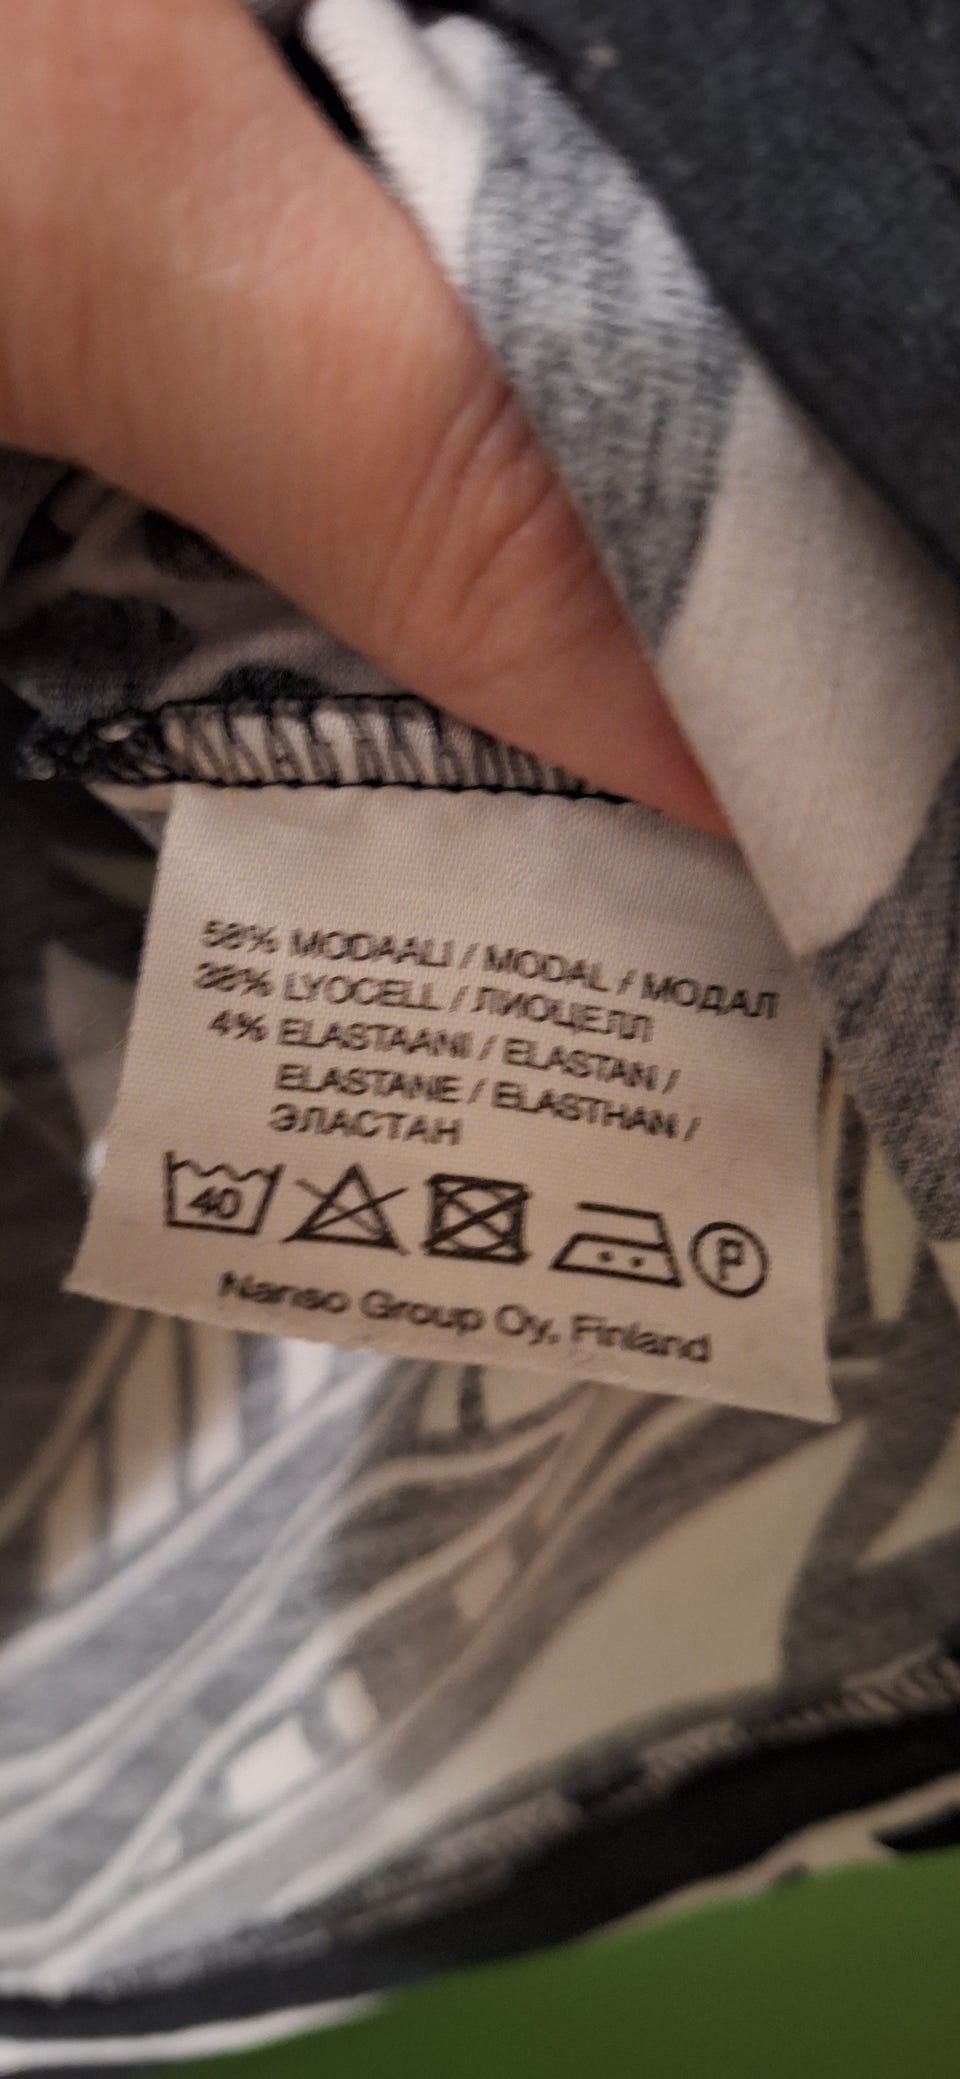 58% MODAALI / MODAL / МОДАЛ
38% LYOCELL / ЛИОЦЕЛЛ
4% ELASTAANI / ELASTAN /
ELASTANE / ELASTHAN /
ЭЛАСТАН
40 P
Nanso Group Oy, Finland